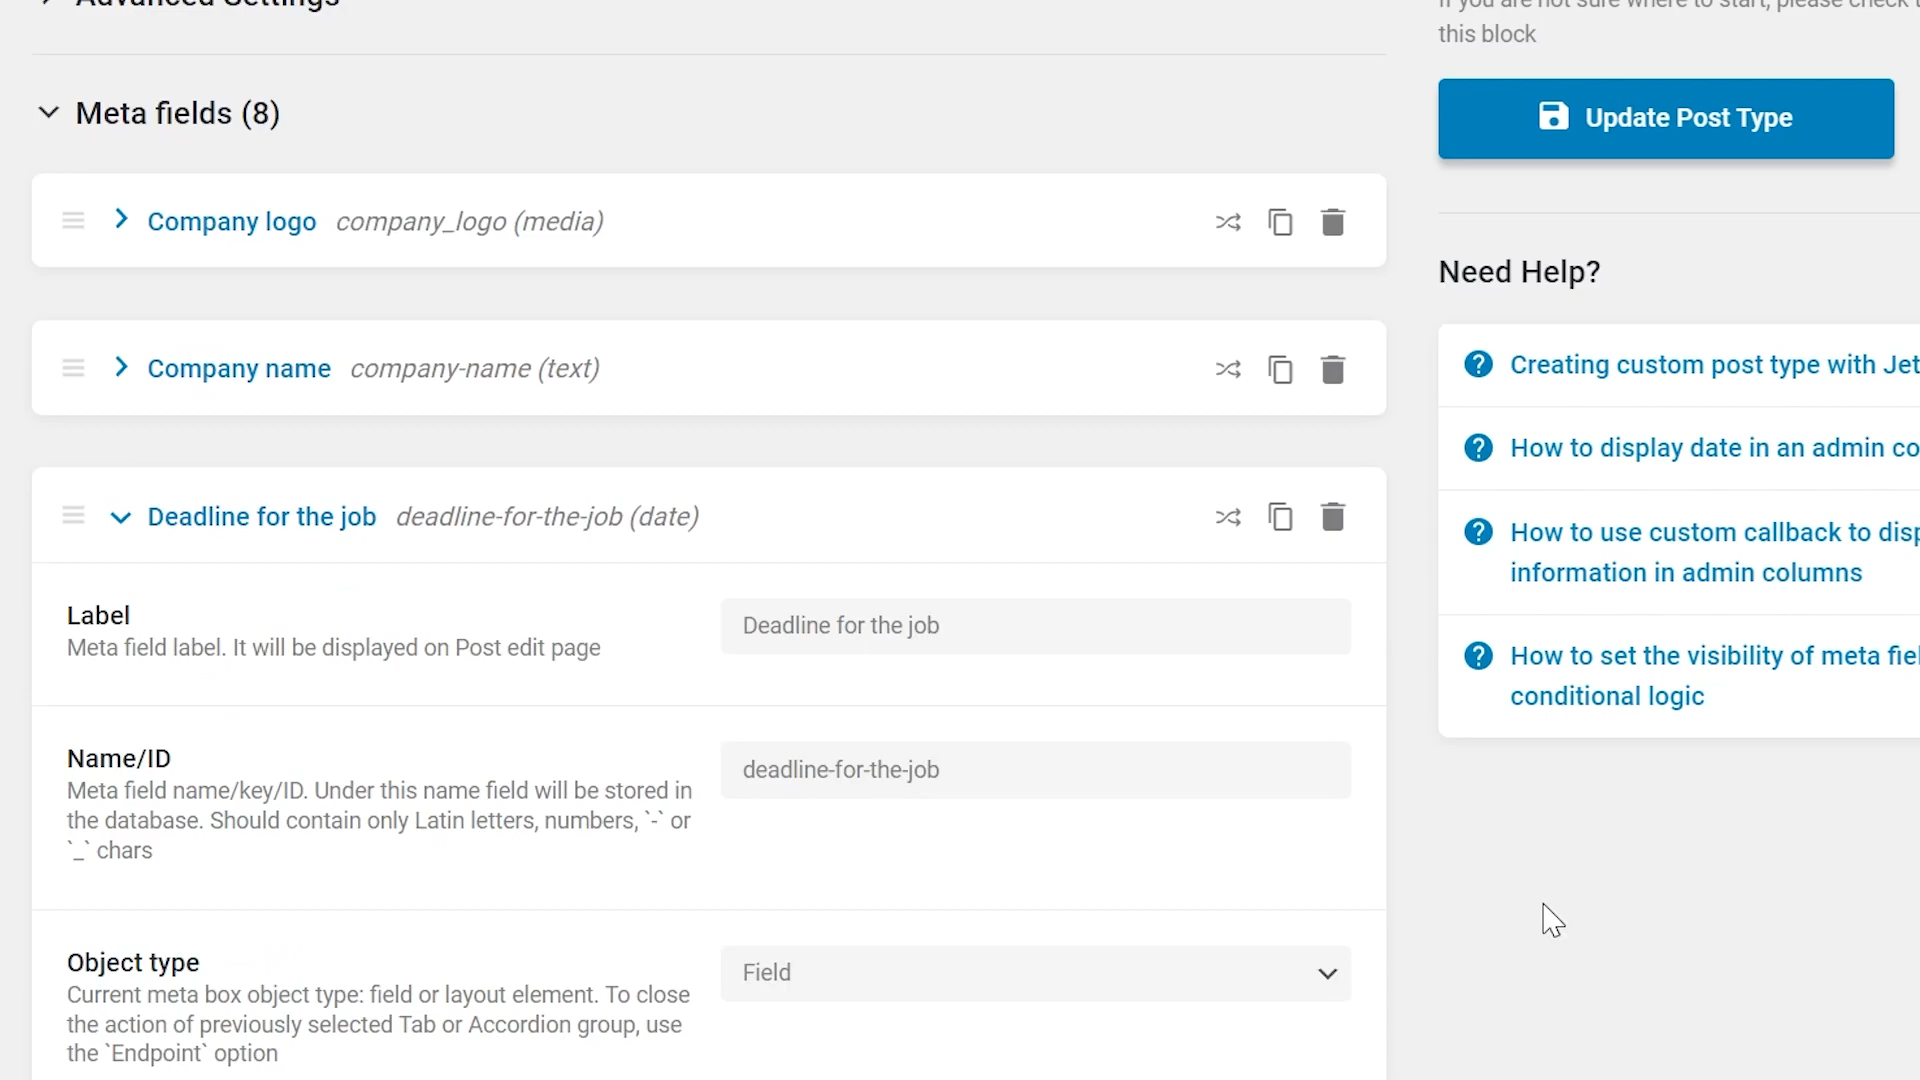 Advanced Settings
Meta fields (8)
Company logo company_logo (media)
Company name company-name (text)
Deadline for the job deadline-for-the-job (date)
Label
Meta field label. It will be displayed on Post edit page
Deadline for the job
Name/ID
Meta field name/key/ID. Under this name field will be stored in
the database. Should contain only Latin letters, numbers, `-` or
`_` chars
deadline-for-the-job
Object type
Current meta box object type: field or layout element. To close
the action of previously selected Tab or Accordion group, use
the `Endpoint` option
Field
If you are not sure where to start, please check
this block
Update Post Type
Need Help?
Creating custom post type with Jet
How to display date in an admin co
How to use custom callback to disp
information in admin columns
How to set the visibility of meta fiel
conditional logic